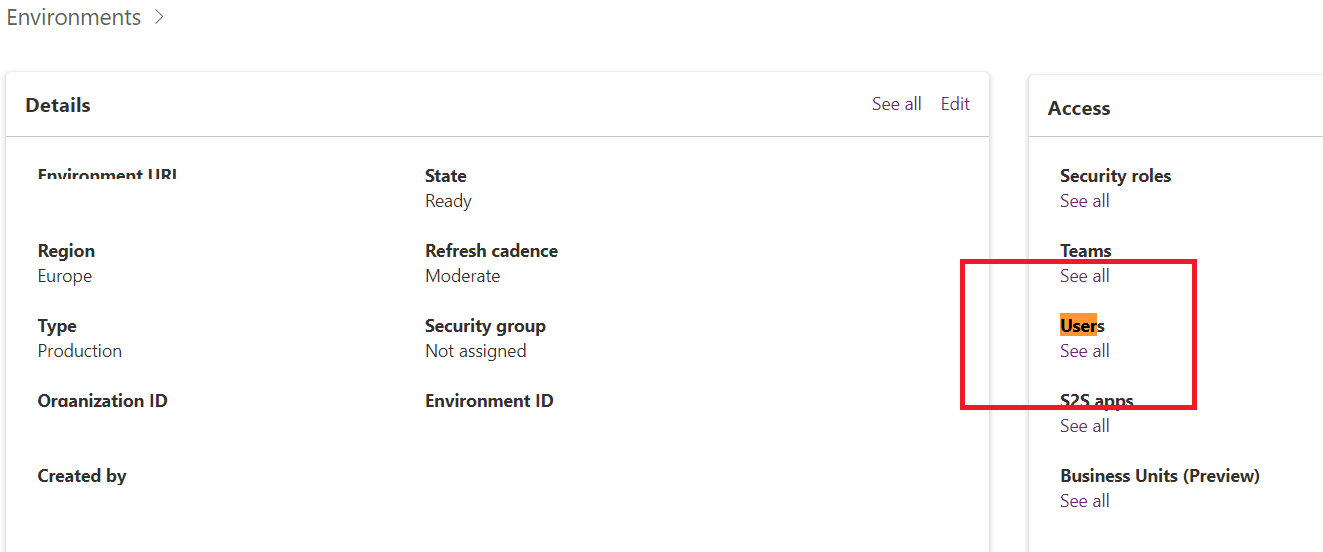 Environments >
Details
See all Edit
Environment URL
State
Ready
Region
Europe
Refresh cadence
Moderate
Type
Production
Security group
Not assigned
Organization ID
Environment ID
Created by
Access
Security roles
See all
Teams
See all
Users
See all
S2S apps
See all
Business Units (Preview)
See all